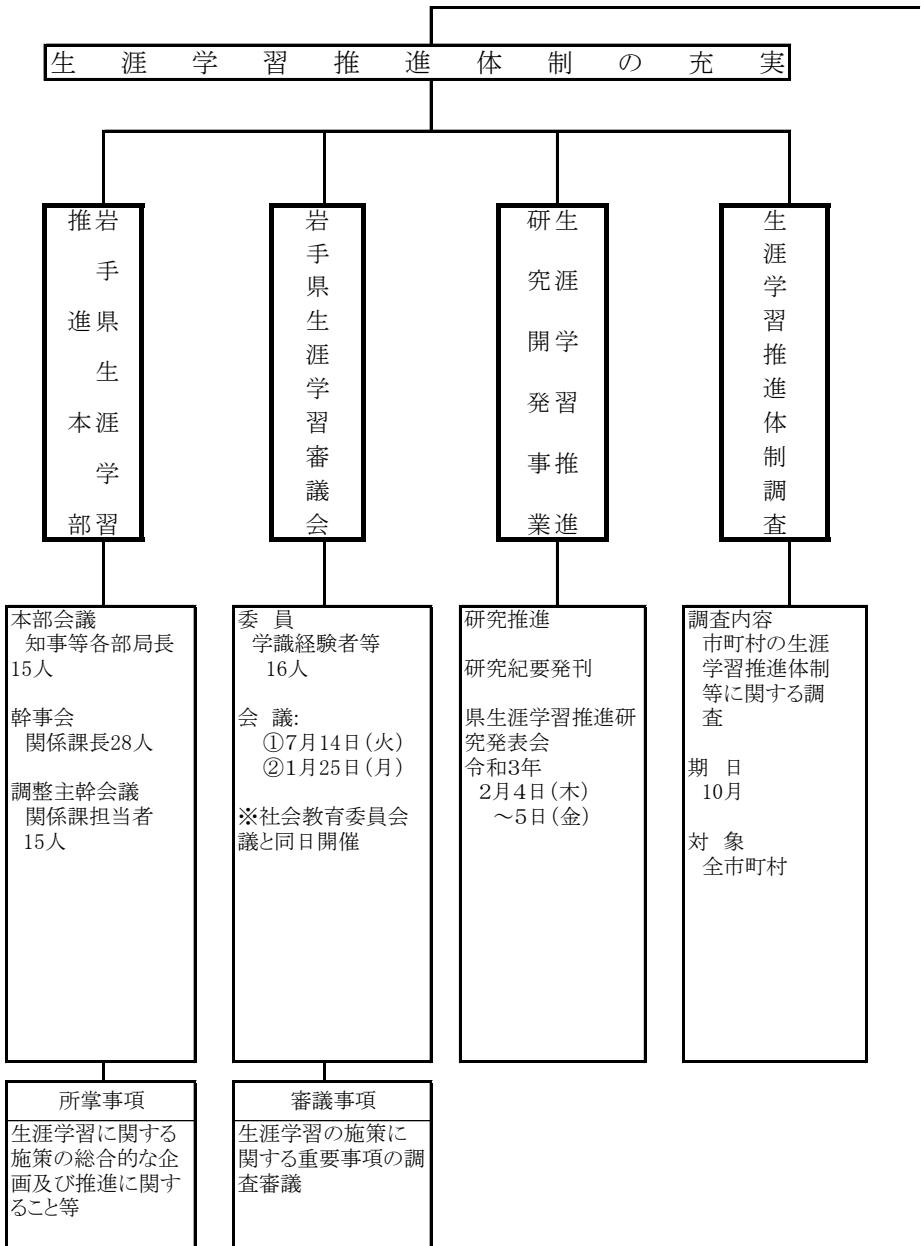 生涯学習推進体制の充実
岩手県生涯学習
推進本部
岩手県生涯学習審議会
生涯学習推進
研究開発事業
生涯学習推進体制調査
本部会議
知事等各部局長
15人
幹事会
関係課長28人
調整主幹会議
関係課担当者
15人
委 員
学識経験者等
16人
会 議:
①7月14日(火)
②1月25日(月)
※社会教育委員会
議と同日開催
研究推進
研究紀要発刊
県生涯学習推進研
究発表会
令和3年
2月4日(木)
～5日(金)
調査内容
市町村の生涯
学習推進体制
等に関する調
査
期 日
10月
対 象
全市町村
所掌事項
生涯学習に関する
施策の総合的な企
画及び推進に関す
ること等
審議事項
生涯学習の施策に
関する重要事項の調
査審議